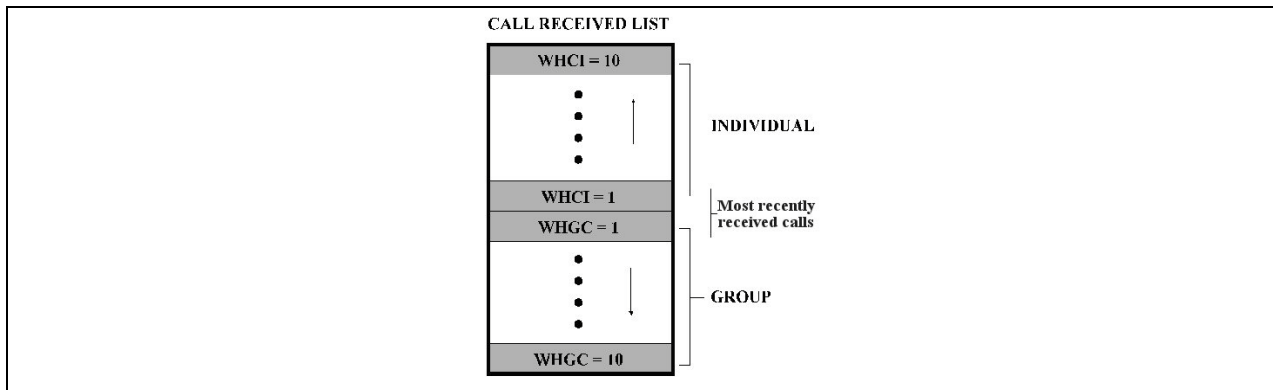 CALL RECEIVED LIST
WHCI = 10
INDIVIDUAL
WHCI = 1
Most recently
received calls
WHGC = 1
GROUP
WHGC = 10